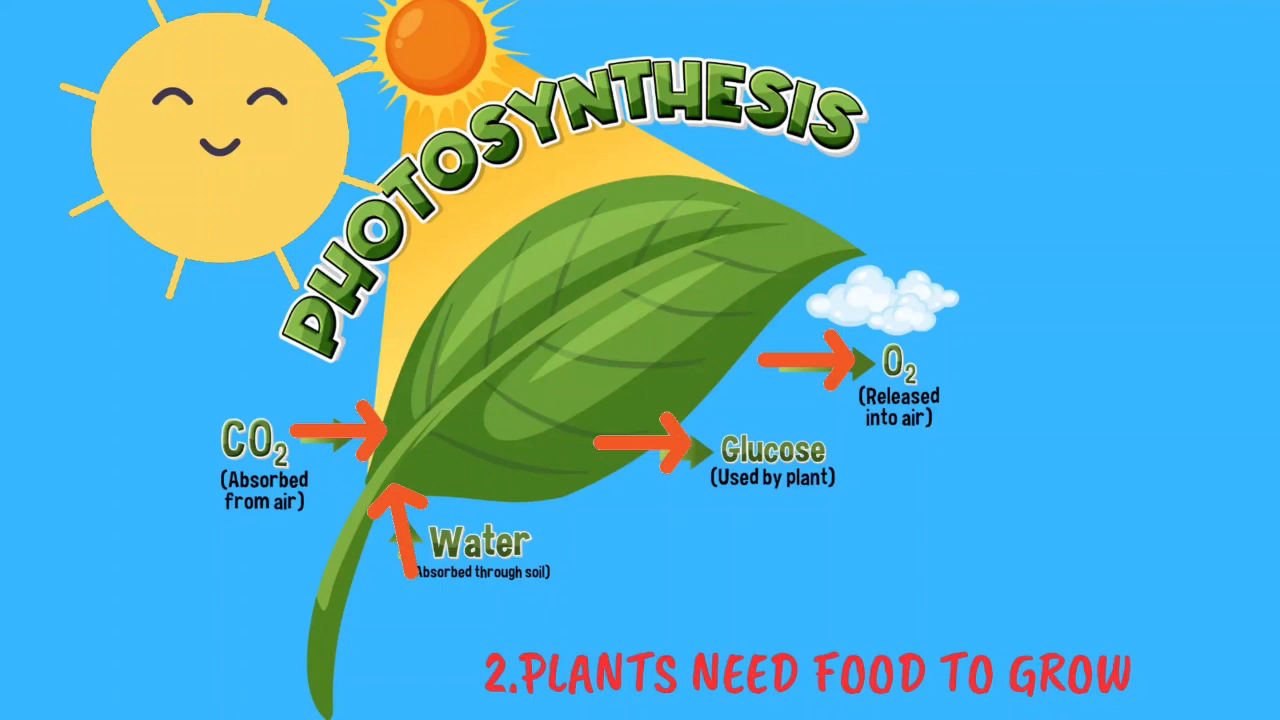 PHOTOSYNTHESIS
O2
(Released
into air)
CO2
(Absorbed
from air)
Glucose
(Used by plant)
Water
Absorbed through soil)
2.PLANTS NEED FOOD TO GROW